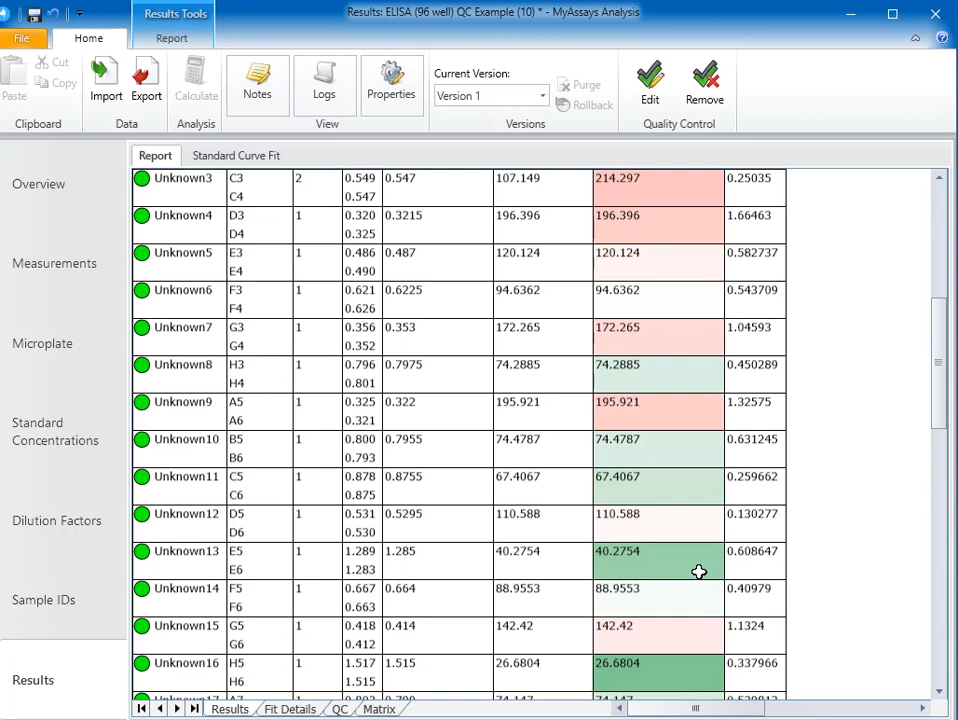 Results Tools
Results: ELISA (96 well) QC Example (10) * - MyAssays Analysis
File
Home
Report
Paste
Cut
Copy
Clipboard
Import
Export
Data
Calculate
Analysis
Notes
Logs
Properties
View
Current Version:
Version 1
Purge
Rollback
Versions
Edit
Remove
Quality Control
Overview
Measurements
Microplate
Standard
Concentrations
Dilution Factors
Sample IDs
Results
Report
Standard Curve Fit
Unknown3 C3 2 0.549 0.547 107.149 214.297 0.25035
C4 0.547
Unknown4 D3 1 0.320 0.3215 196.396 196.396 1.66463
D4 0.325
Unknown5 E3 1 0.486 0.487 120.124 120.124 0.582737
E4 0.490
Unknown6 F3 1 0.621 0.6225 94.6362 94.6362 0.543709
F4 0.626
Unknown7 G3 1 0.356 0.353 172.265 172.265 1.04593
G4 0.352
Unknown8 H3 1 0.796 0.7975 74.2885 74.2885 0.450289
H4 0.801
Unknown9 A5 1 0.325 0.322 195.921 195.921 1.32575
A6 0.321
Unknown10 B5 1 0.800 0.7955 74.4787 74.4787 0.631245
B6 0.793
Unknown11 C5 1 0.878 0.8755 67.4067 67.4067 0.259662
C6 0.875
Unknown12 D5 1 0.531 0.5295 110.588 110.588 0.130277
D6 0.530
Unknown13 E5 1 1.289 1.285 40.2754 40.2754 0.608647
E6 1.283
Unknown14 F5 1 0.667 0.664 88.9553 88.9553 0.40979
F6 0.663
Unknown15 G5 1 0.418 0.414 142.42 142.42 1.1324
G6 0.412
Unknown16 H5 1 1.517 1.515 26.6804 26.6804 0.337966
H6 1.515
Results
Fit Details
QC
Matrix